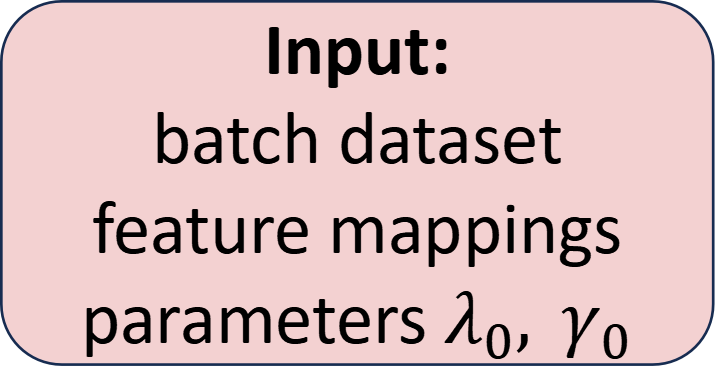 Input:
batch dataset
feature mappings
parameters λ₀, γ₀